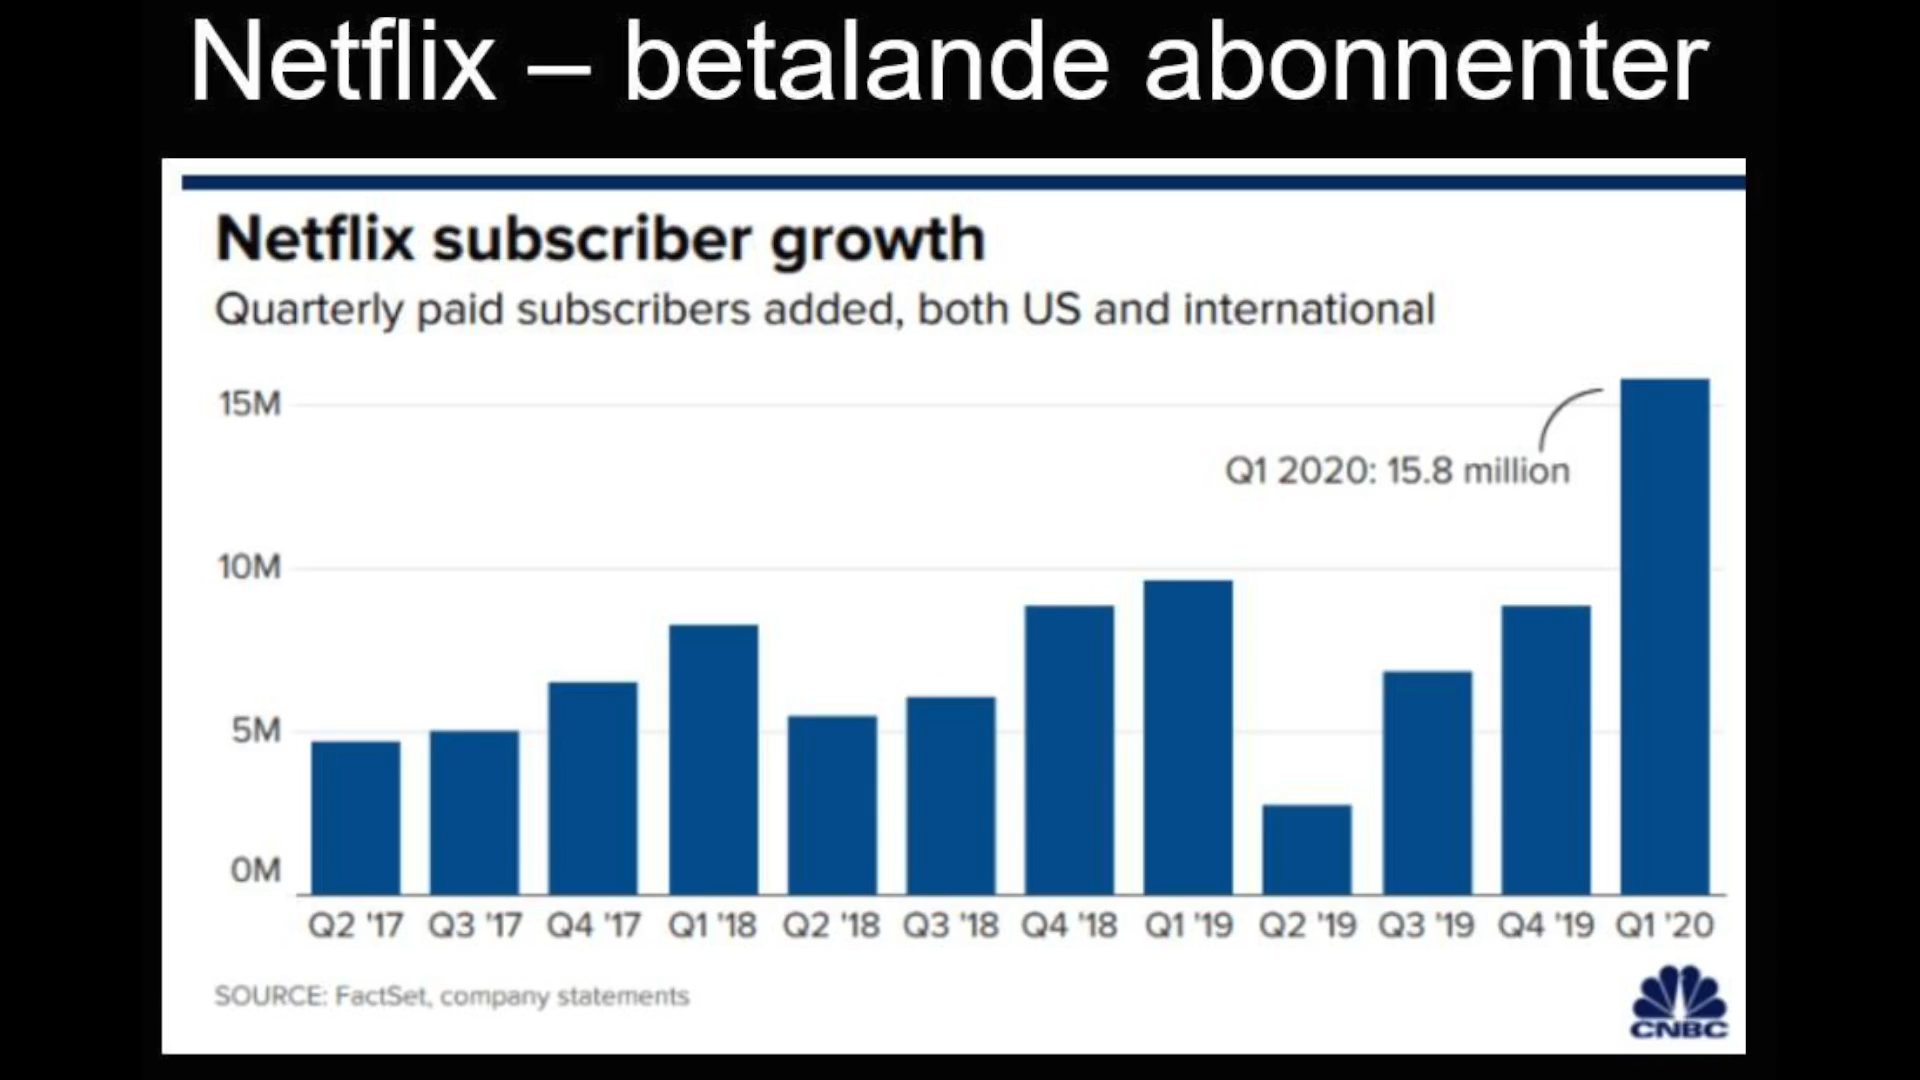 Netflix – betalande abonnenter
Netflix subscriber growth
Quarterly paid subscribers added, both US and international
15M
Q1 2020: 15.8 million
10M
5M
0M
Q2 '17 Q3 '17 Q4 '17 Q1 '18 Q2 '18 Q3 '18 Q4 '18 Q1 '19 Q2 '19 Q3 '19 Q4 '19 Q1 '20
SOURCE: FactSet, company statements
CNBC